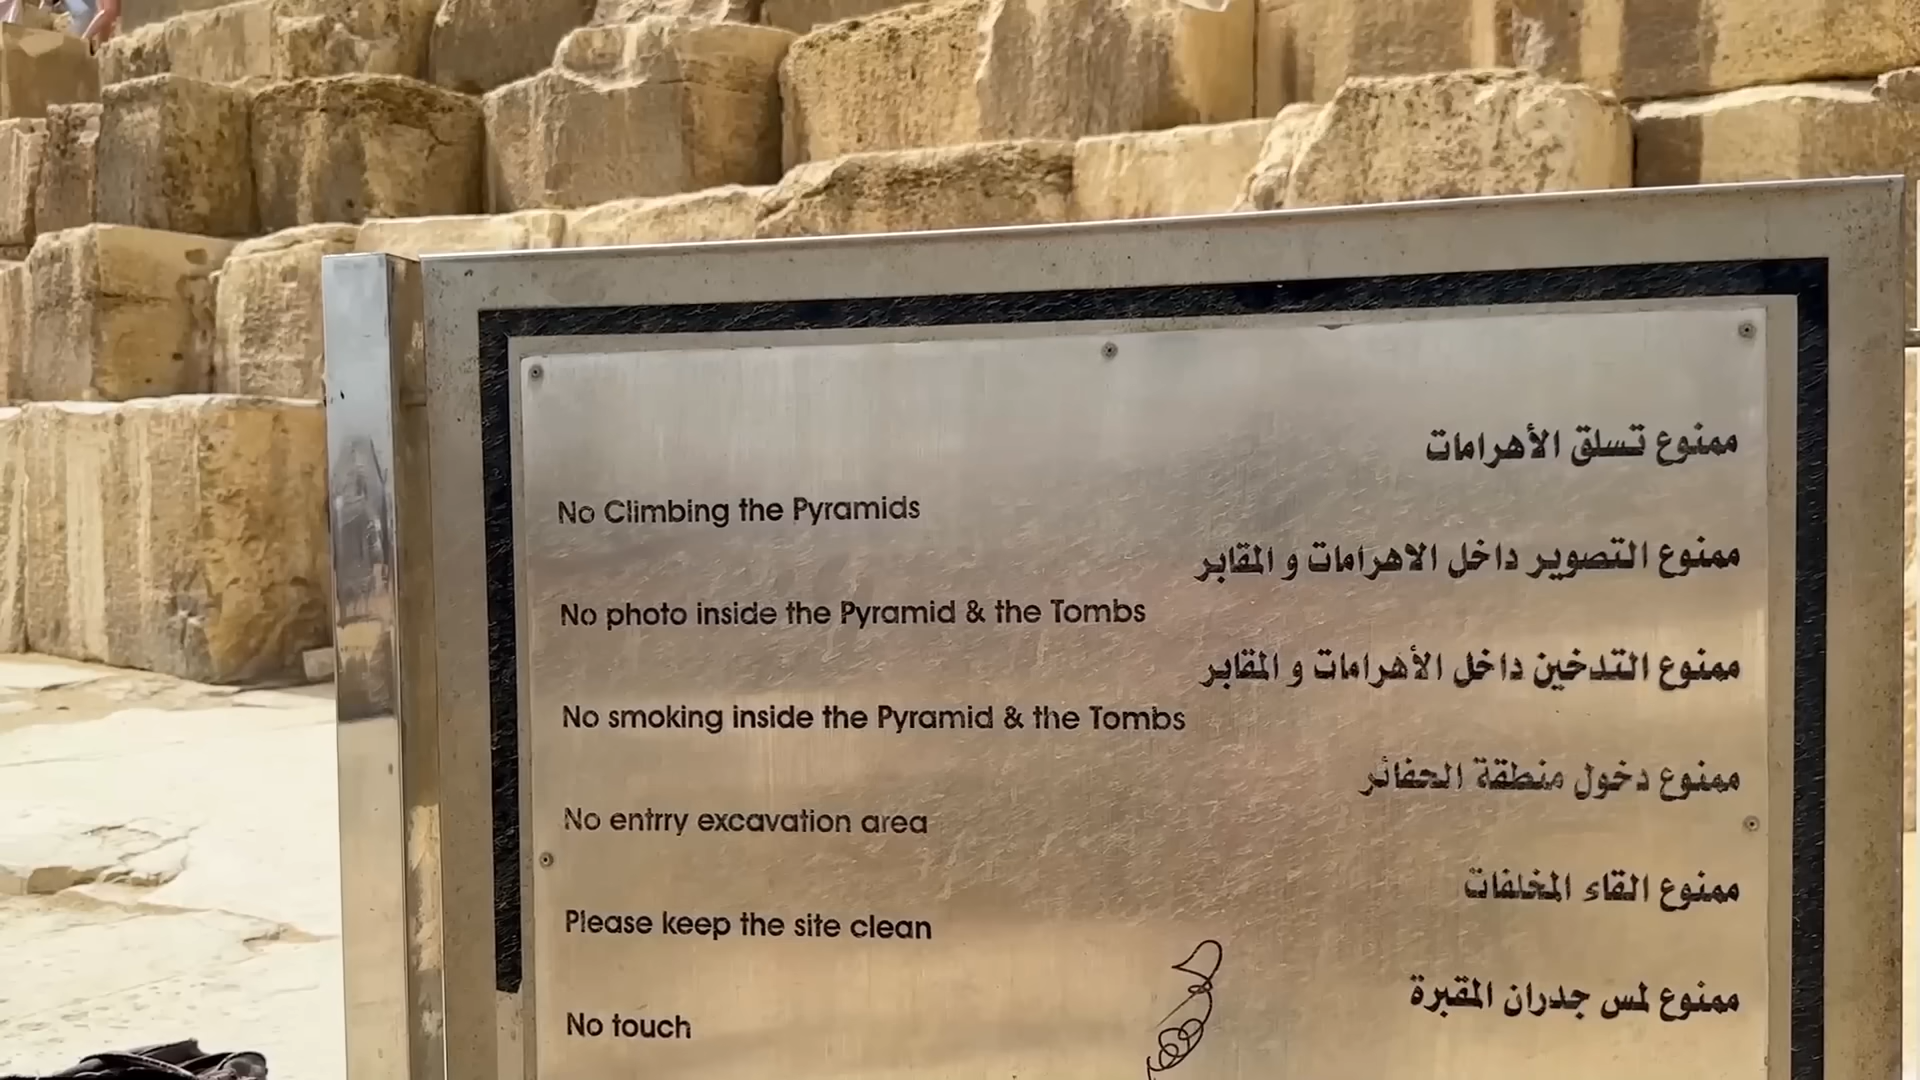 ممنوع تسلق الأهرامات
No Climbing the Pyramids
ممنوع التصوير داخل الاهرامات و المقابر
No photo inside the Pyramid & the Tombs
ممنوع التدخين داخل الأهرامات و المقابر
No smoking inside the Pyramid & the Tombs
ممنوع دخول منطقة الحفائر
No entrry excavation area
ممنوع القاء المخلفات
Please keep the site clean
ممنوع لمس جدران المقبرة
No touch